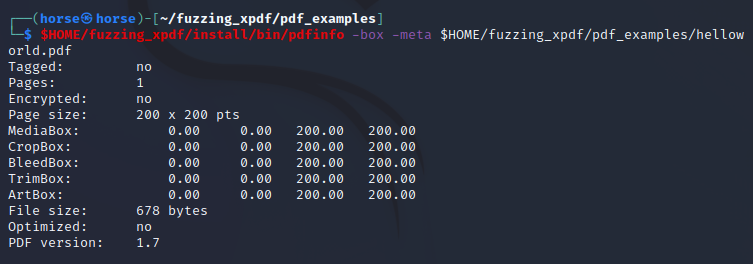 ┌──(horse㉿horse)-[~/fuzzing_xpdf/pdf_examples]
└─$ $HOME/fuzzing_xpdf/install/bin/pdfinfo -box -meta $HOME/fuzzing_xpdf/pdf_examples/hellow
orld.pdf
Tagged:         no
Pages:          1
Encrypted:      no
Page size:      200 x 200 pts
MediaBox:           0.00     0.00   200.00   200.00
CropBox:            0.00     0.00   200.00   200.00
BleedBox:           0.00     0.00   200.00   200.00
TrimBox:            0.00     0.00   200.00   200.00
ArtBox:             0.00     0.00   200.00   200.00
File size:      678 bytes
Optimized:      no
PDF version:    1.7